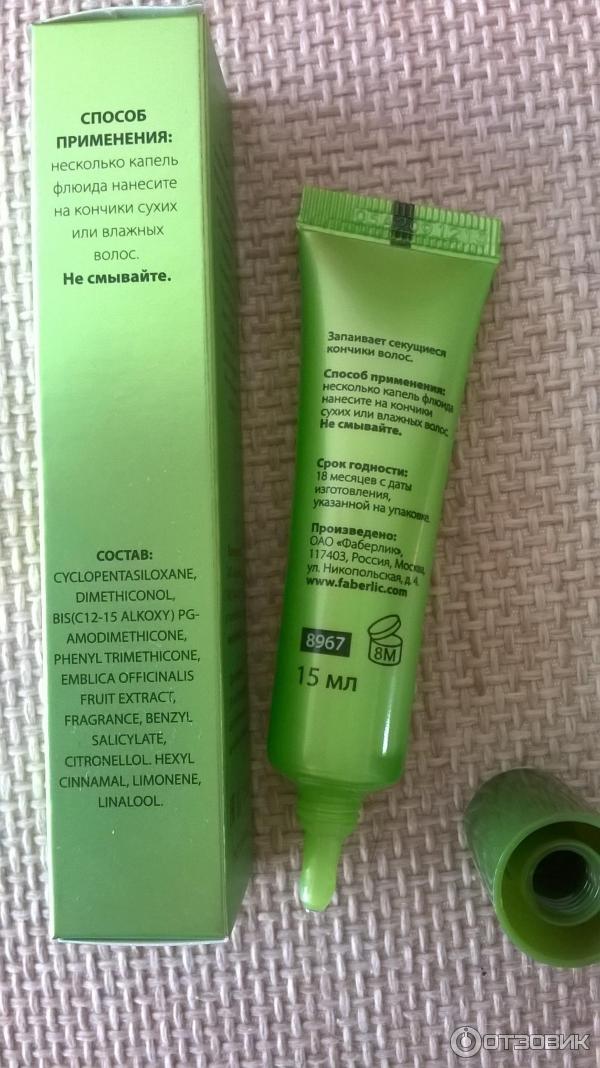 СПОСОБ
ПРИМЕНЕНИЯ:
несколько капель
флюида нанесите
на кончики сухих
или влажных
волос.
Не смывайте.
СОСТАВ:
CYCLOPENTASILOXANE,
DIMETHICONOL,
BIS(C12-15 ALKOXY) PG-
AMODIMETHICONE,
PHENYL TRIMETHICONE,
EMBLICA OFFICINALIS
FRUIT EXTRACT,
FRAGRANCE, BENZYL
SALICYLATE,
CITRONELLOL. HEXYL
CINNAMAL, LIMONENE,
LINALOOL.
Запаивает секущиеся
кончики волос.
Способ применения:
несколько капель флюида
нанесите на кончики
сухих или влажных волос.
Не смывайте.
Срок годности:
18 месяцев с даты
изготовления,
указанной на упаковке.
Произведено:
ОАО «Фаберлик»,
117403, Россия, Москва,
ул. Никопольская, д. 4.
www.faberlic.com
8967
8M
15 мл
ОТЗОВИК